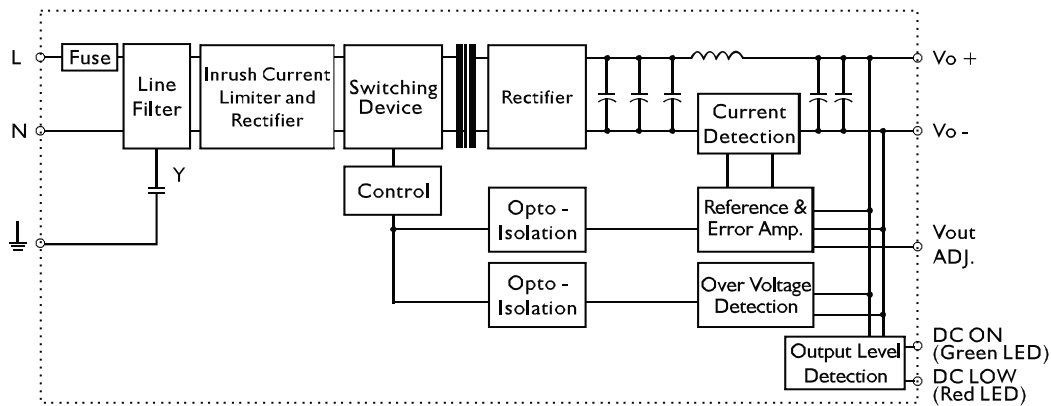 L
Fuse
Line
Filter
Inrush Current
Limiter and
Rectifier
Switching
Device
Rectifier
Vo +
N
Current
Detection
Vo -
Y
Control
Opto -
Isolation
Reference &
Error Amp.
Vout
ADJ.
Opto -
Isolation
Over Voltage
Detection
Output Level
Detection
DC ON
(Green LED)
DC LOW
(Red LED)